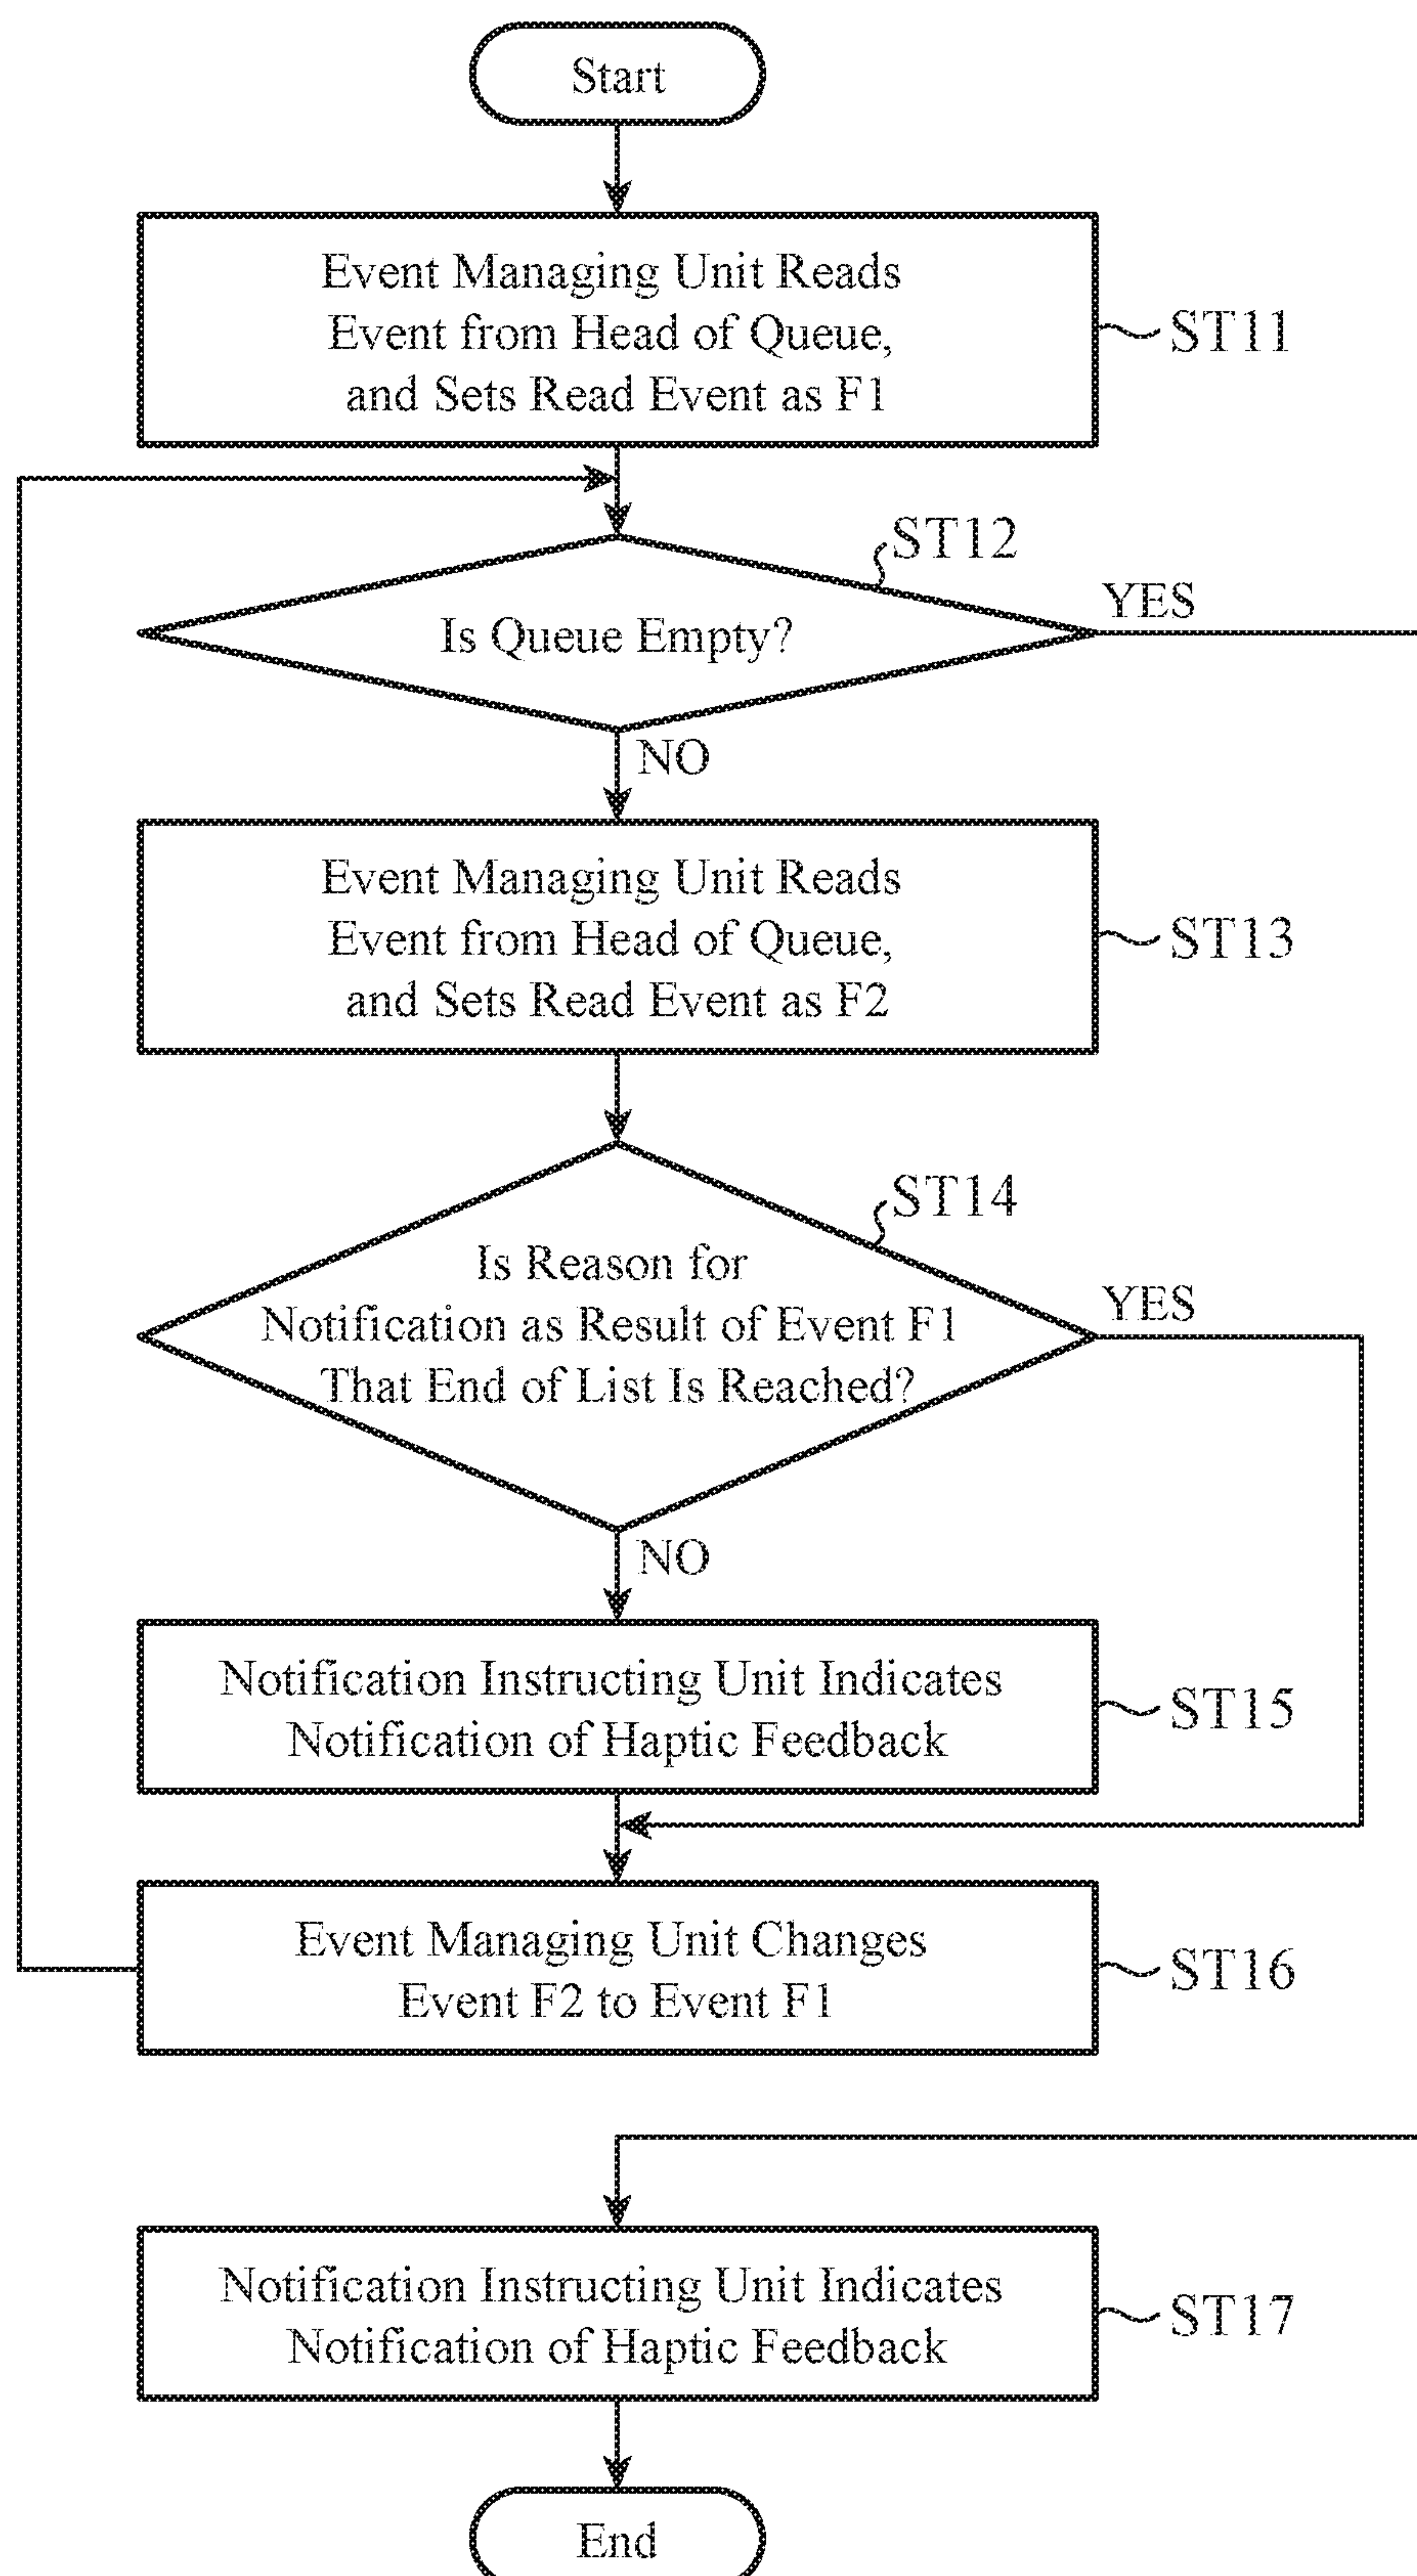 Start
Event Managing Unit Reads
Event from Head of Queue,
and Sets Read Event as F1
ST11
ST12
YES
Is Queue Empty?
NO
Event Managing Unit Reads
Event from Head of Queue,
and Sets Read Event as F2
ST13
ST14
Is Reason for
YES
Notification as Result of Event F1
That End of List Is Reached?
NO
Notification Instructing Unit Indicates
Notification of Haptic Feedback
ST15
Event Managing Unit Changes
Event F2 to Event F1
ST16
Notification Instructing Unit Indicates
Notification of Haptic Feedback
ST17
End